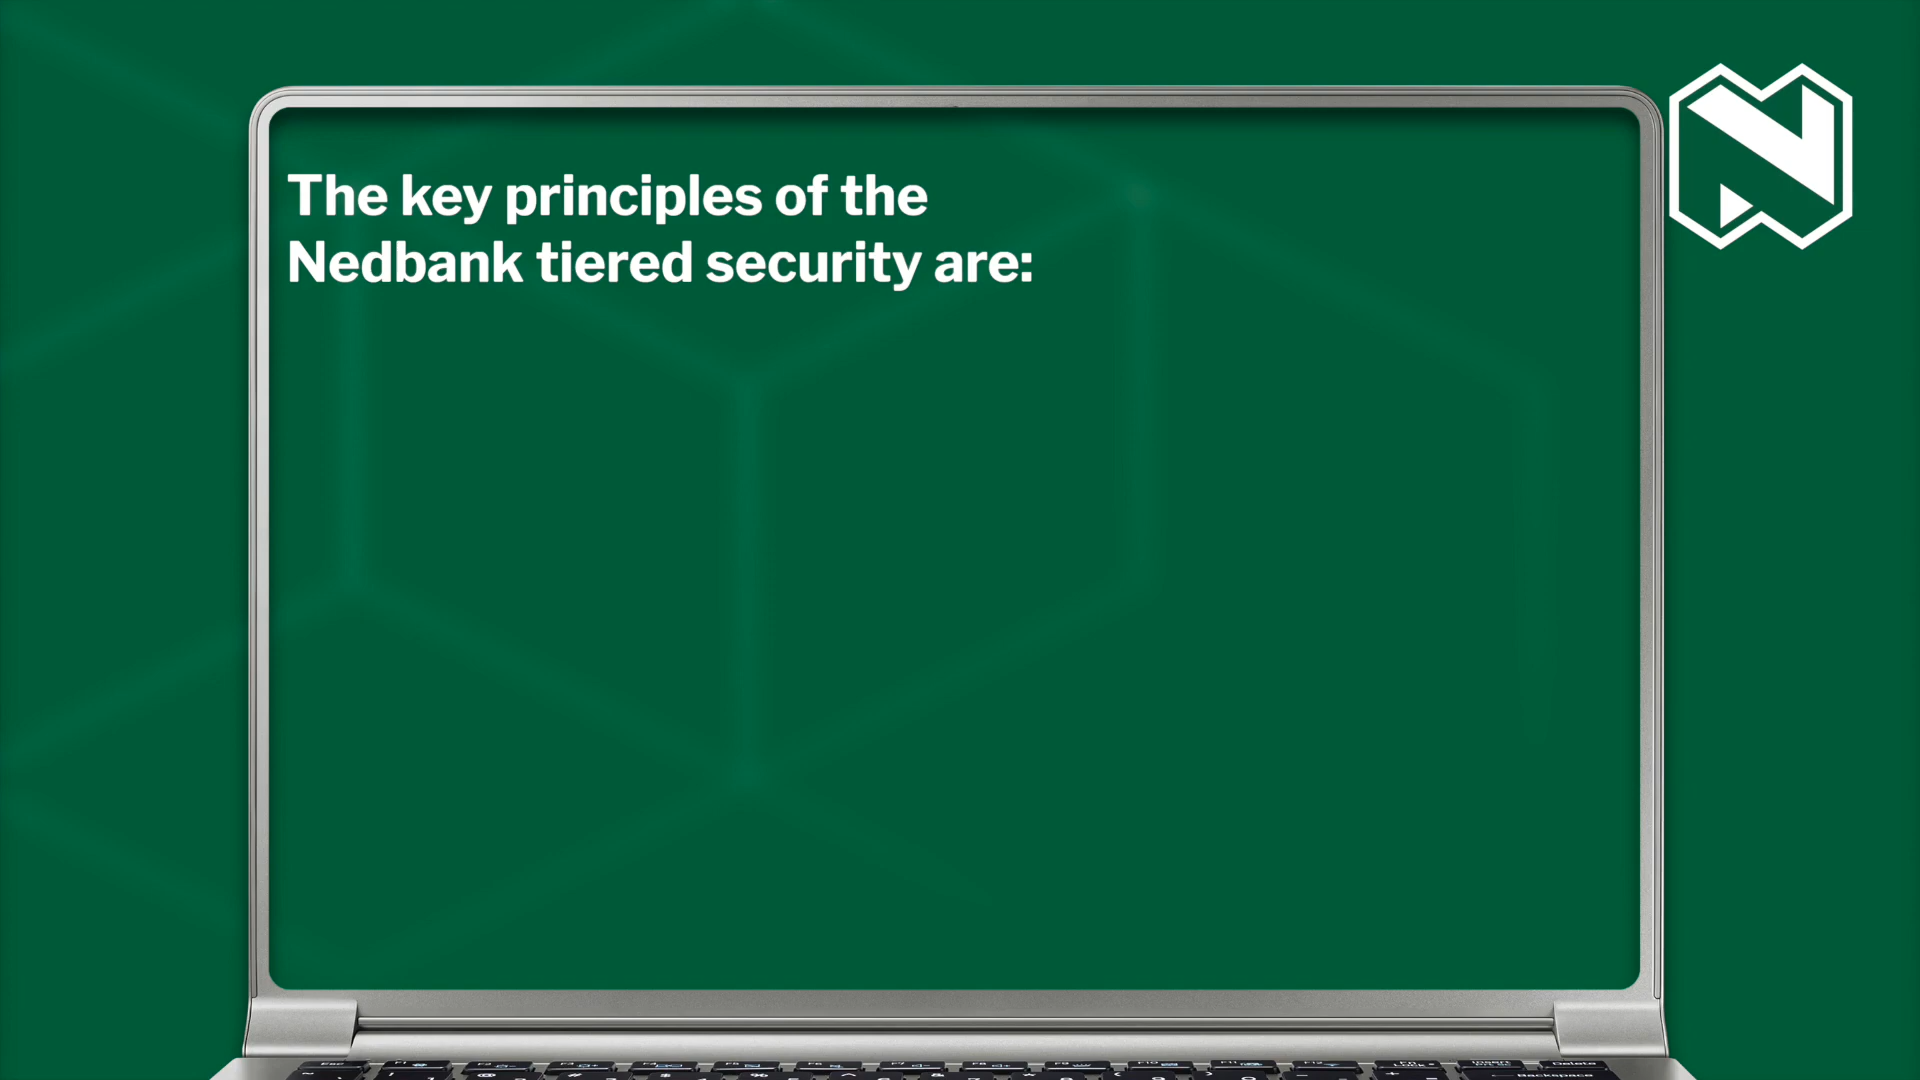 The key principles of the
Nedbank tiered security are: